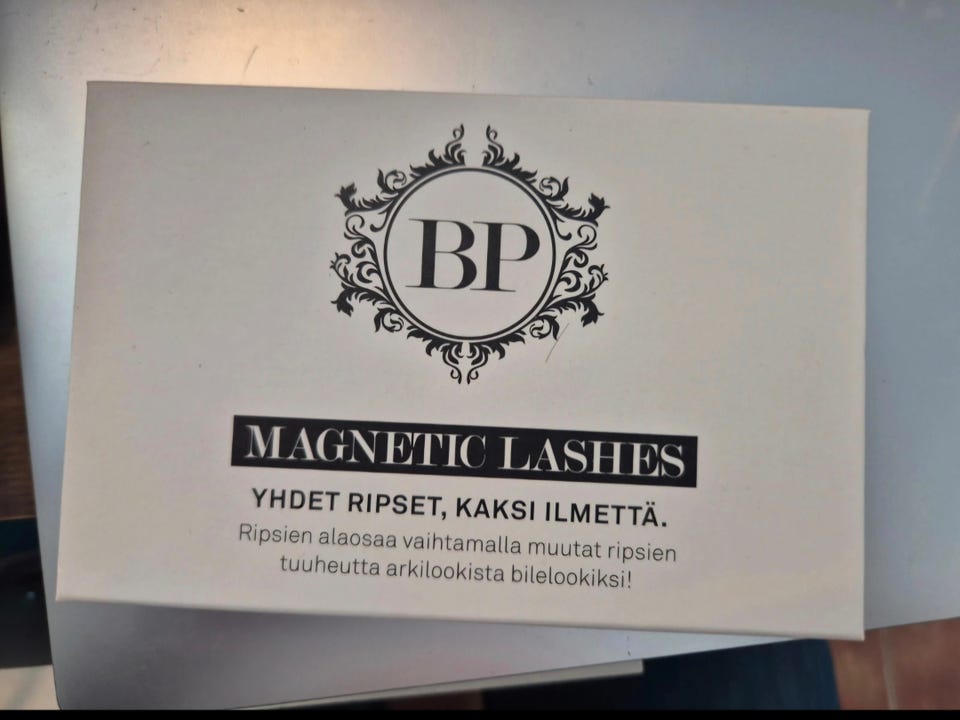 BP
MAGNETIC LASHES
YHDET RIPSET, KAKSI ILMETTÄ.
Ripsien alaosaa vaihtamalla muutat ripsien
tuuheutta arkilookista bilelookiksi!